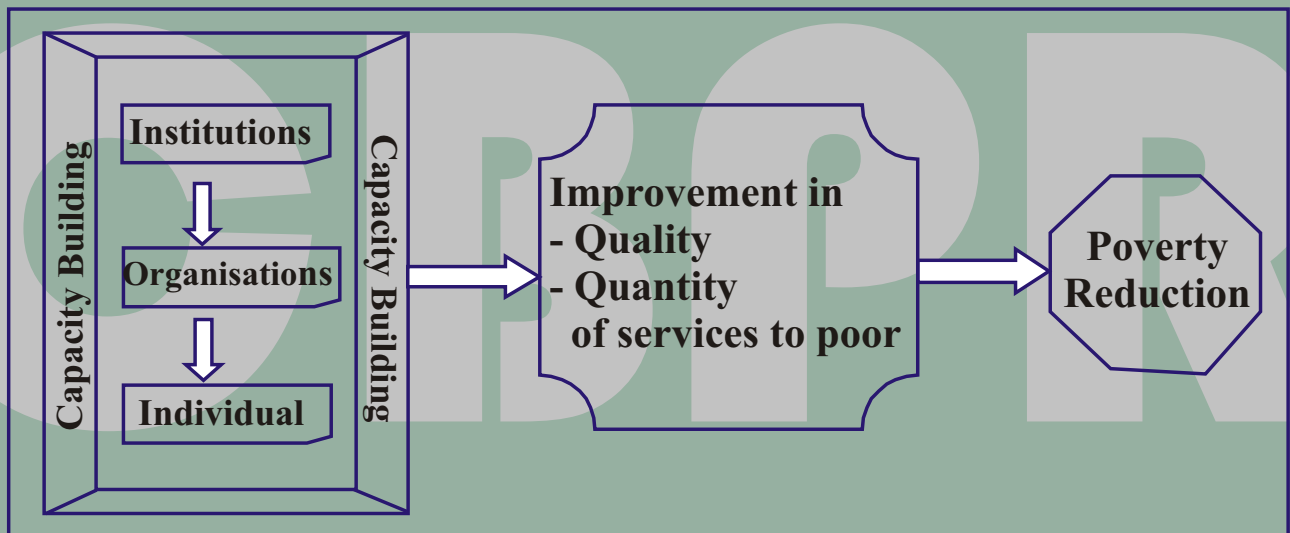 CBPR
Capacity Building
Institutions
Organisations
Individual
Capacity Building
Improvement in
- Quality
- Quantity
of services to poor
Poverty
Reduction